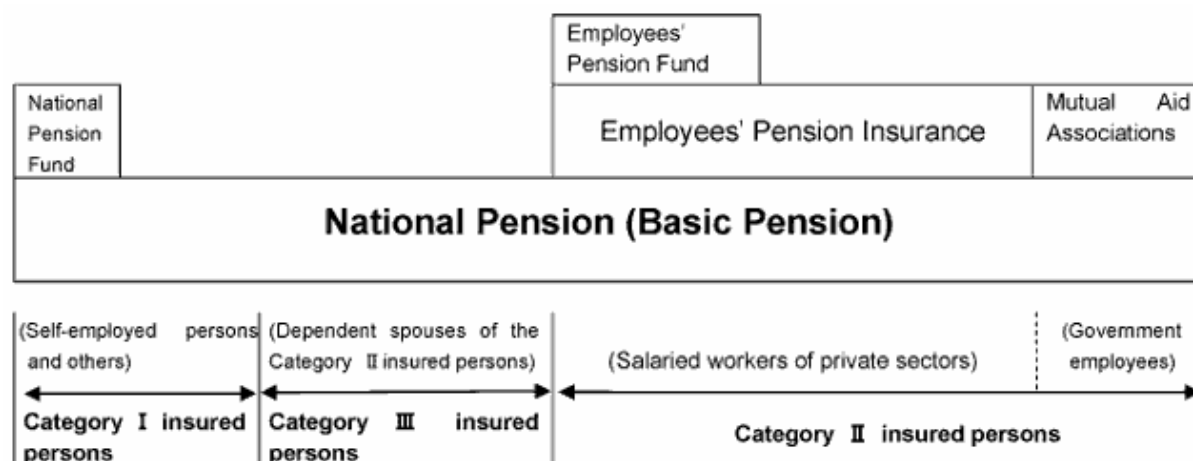 Employees'
Pension Fund
National
Pension
Fund
Employees' Pension Insurance
Mutual Aid
Associations
National Pension (Basic Pension)
(Self-employed persons
and others)
(Dependent spouses of the
Category Ⅱ insured persons)
(Salaried workers of private sectors)
(Government
employees)
Category Ⅰ insured
persons
Category Ⅲ insured
persons
Category Ⅱ insured persons